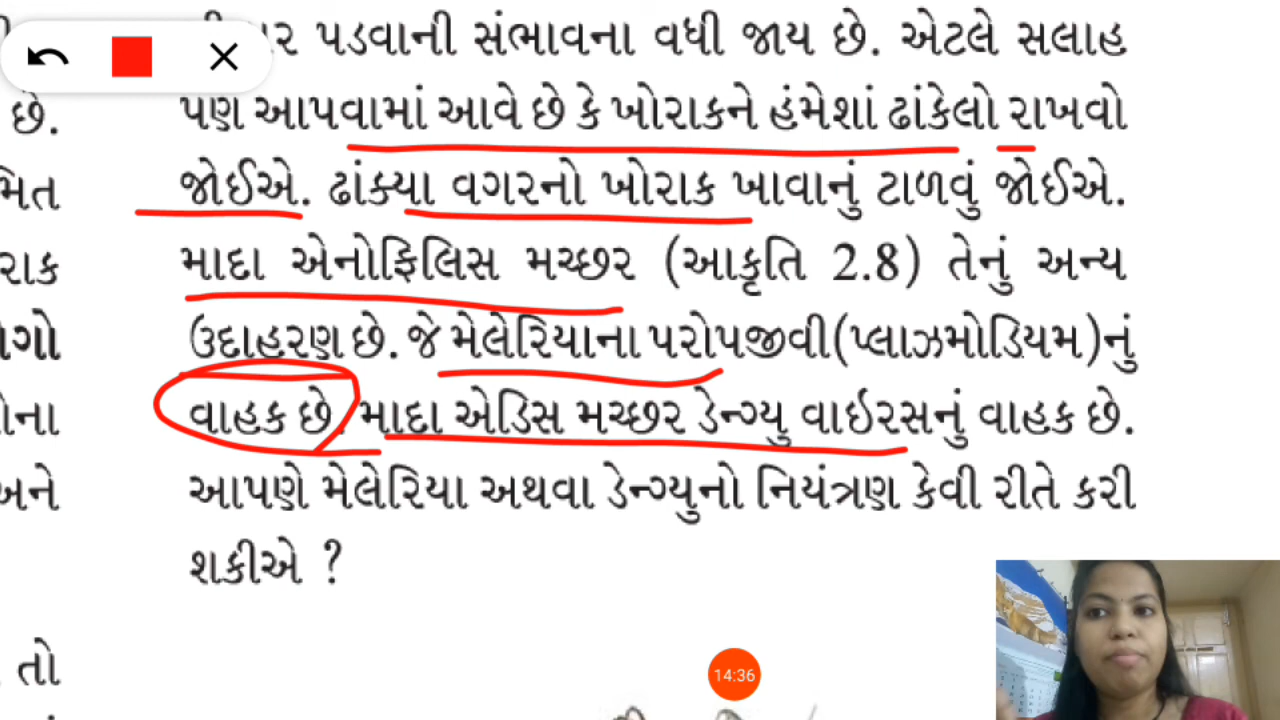 પડવાની સંભાવના વધી જાય છે. એટલે સલાહ
છે. પણ આપવામાં આવે છે કે ખોરાકને હંમેશાં ઢાંકેલો રાખવો
જોઈએ. ઢાંક્યા વગરનો ખોરાક ખાવાનું ટાળવું જોઈએ.
માદા એનોફિલિસ મચ્છર (આકૃતિ 2.8) તેનું અન્ય
ઉદાહરણ છે. જે મેલેરિયાના પરોપજીવી(પ્લાઝમોડિયમ)નું
વાહક છે. માદા એડિસ મચ્છર ડેન્ગ્યુ વાઇરસનું વાહક છે.
અને આપણે મેલેરિયા અથવા ડેન્ગ્યુનો નિયંત્રણ કેવી રીતે કરી
શકીએ ?
તો
14:36